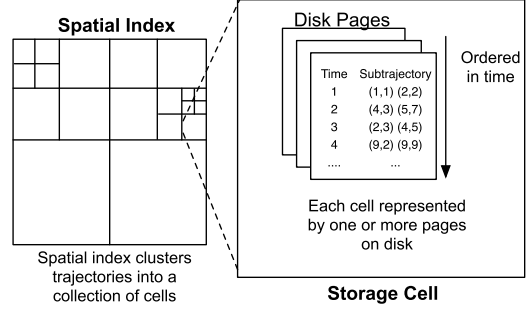 Spatial Index
Spatial index clusters
trajectories into a
collection of cells
Disk Pages
Time Subtrajectory
1 (1,1) (2,2)
2 (4,3) (5,7)
3 (2,3) (4,5)
4 (9,2) (9,9)
.... ...
Ordered
in time
Each cell represented
by one or more pages
on disk
Storage Cell